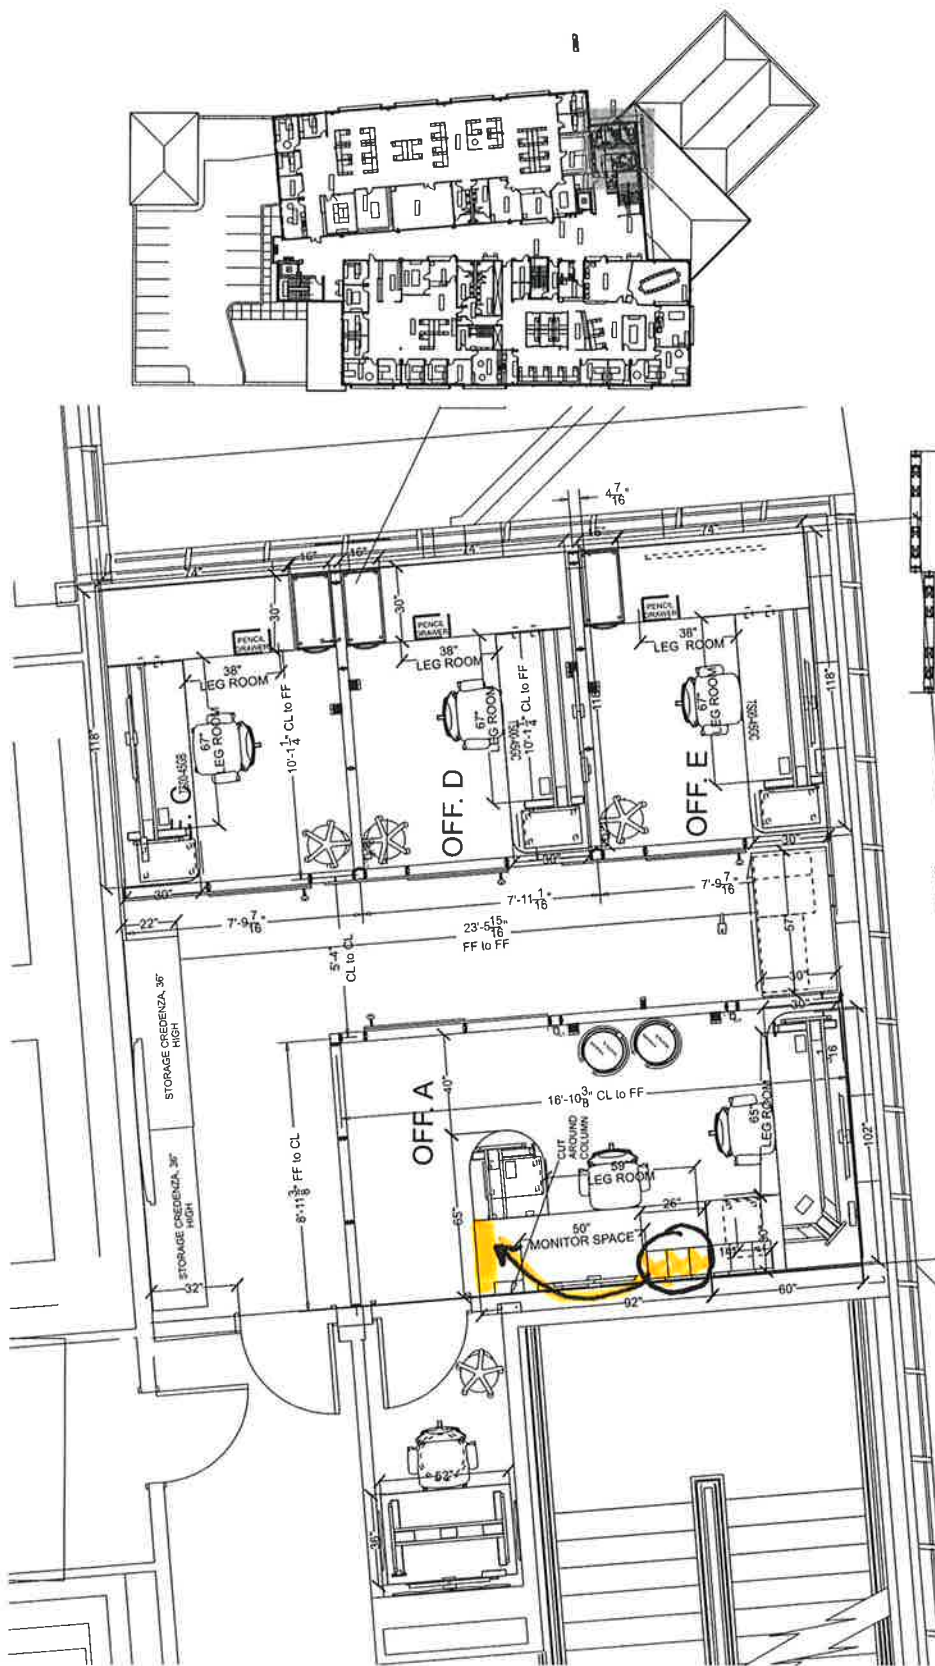 4 7/16"
16"
16"
74"
74"
16"
74"
30"
30"
PENCIL
DRAWER
PENCIL
DRAWER
PENCIL
DRAWER
38"
LEG ROOM
38"
LEG ROOM
38"
LEG ROOM
118"
67"
LEG ROOM
10'-1 1/4" CL to FF
67"
LEG ROOM
10'-1 1/4" CL to FF
118"
67"
LEG ROOM
118"
OFF. D
OFF. E
30"
30"
30"
22"
7'-9 7/16"
7'-11 1/16"
7'-9 7/16"
23'-5 15/16"
FF to FF
5'-4"
CL to CL
67"
30"
30"
STORAGE CREDENZA, 36"
HIGH
STORAGE CREDENZA, 36"
HIGH
32"
8'-11 3/8" FF to CL
OFF. A
40"
16'-10 3/8" CL to FF
65"
LEG ROOM
102"
CUT
AROUND
COLUMN
59"
LEG ROOM
65"
26"
50"
MONITOR SPACE
18"
30"
92"
60"
52"
36"